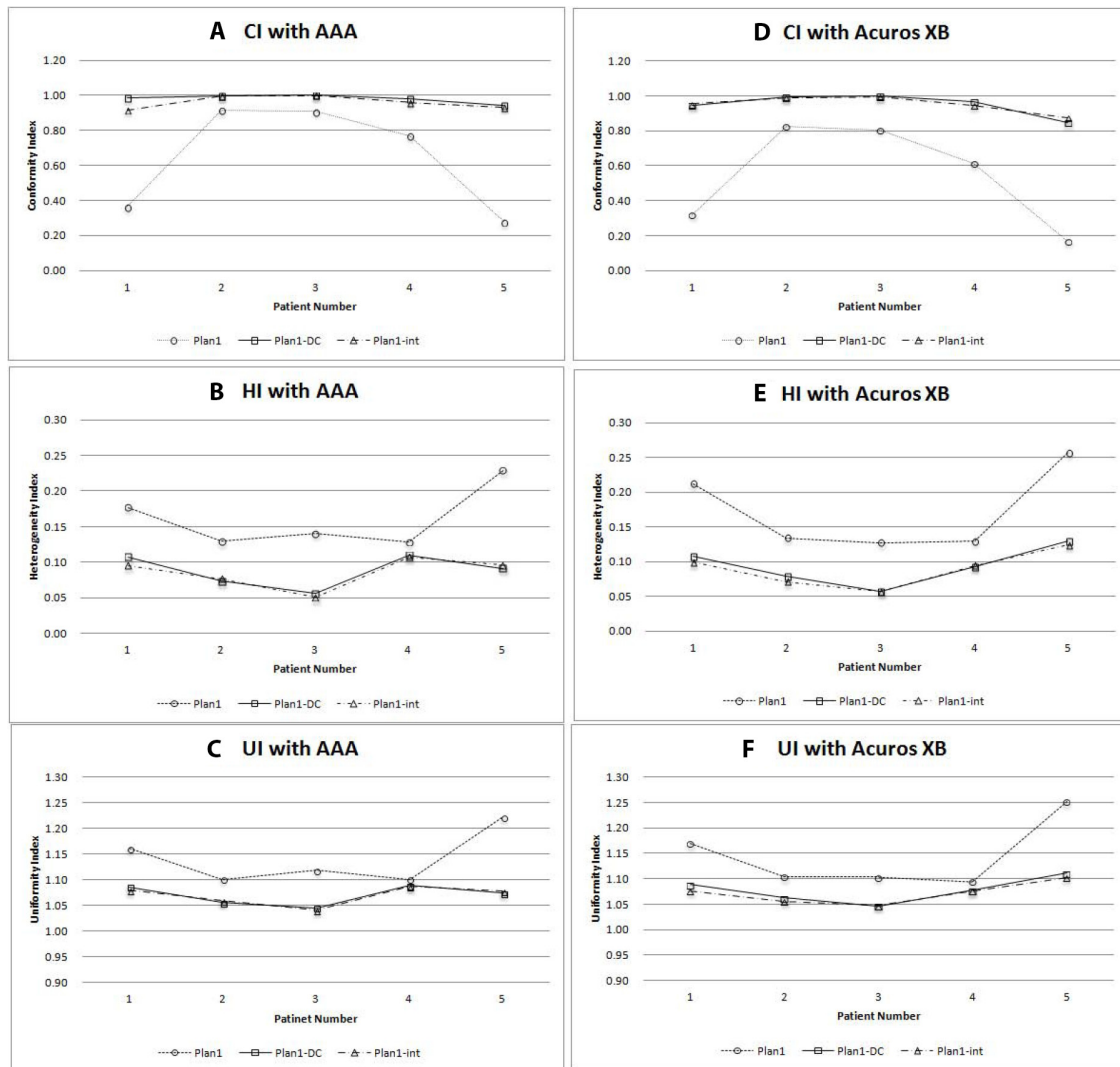 A CI with AAA
1.20
1.00
0.80
0.60
0.40
0.20
0.00
Conformity Index
1 2 3 4 5
Patient Number
Plan1 Plan1-DC Plan1-int
D CI with Acuros XB
1.20
1.00
0.80
0.60
0.40
0.20
0.00
Conformity Index
1 2 3 4 5
Patient Number
Plan1 Plan1-DC Plan1-int
B HI with AAA
0.30
0.25
0.20
0.15
0.10
0.05
0.00
Heterogeneity Index
1 2 3 4 5
Patient Number
Plan1 Plan1-DC Plan1-int
E HI with Acuros XB
0.30
0.25
0.20
0.15
0.10
0.05
0.00
Heterogeneity Index
1 2 3 4 5
Patient Number
Plan1 Plan1-DC Plan1-int
C UI with AAA
1.30
1.25
1.20
1.15
1.10
1.05
1.00
0.95
0.90
Uniformity Index
1 2 3 4 5
Patinet Number
Plan1 Plan1-DC Plan1-int
F UI with Acuros XB
1.30
1.25
1.20
1.15
1.10
1.05
1.00
0.95
0.90
Uniformity Index
1 2 3 4 5
Patient Number
Plan1 Plan1-DC Plan1-int